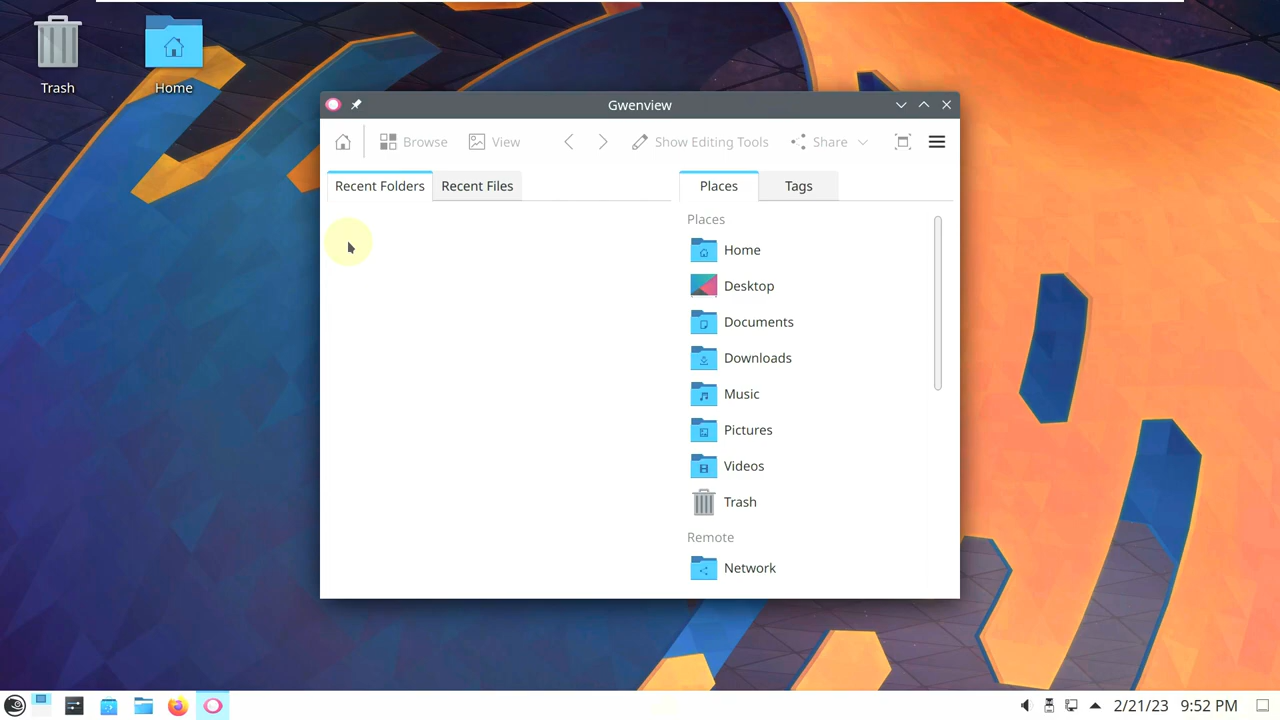 Trash
Home
Gwenview
Browse
View
Show Editing Tools
Share
Recent Folders
Recent Files
Places
Tags
Places
Home
Desktop
Documents
Downloads
Music
Pictures
Videos
Trash
Remote
Network
2/21/23
9:52 PM